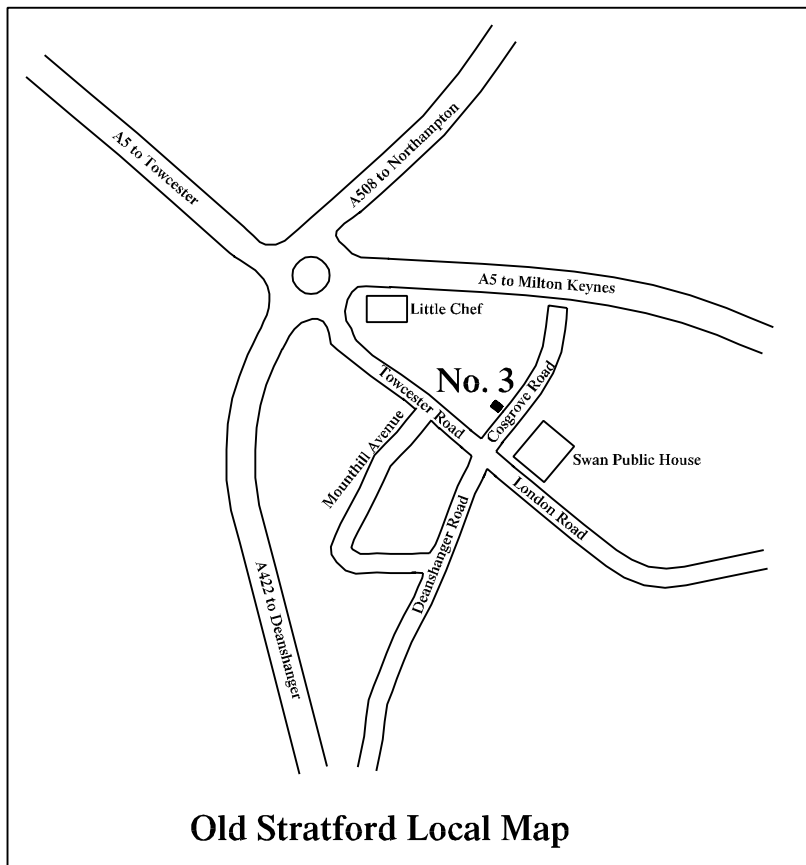 A5 to Towcester
A508 to Northampton
A5 to Milton Keynes
Little Chef
No. 3
Towcester Road
Cosgrove Road
Mounthill Avenue
Swan Public House
London Road
Deanshanger Road
A422 to Deanshanger
Old Stratford Local Map